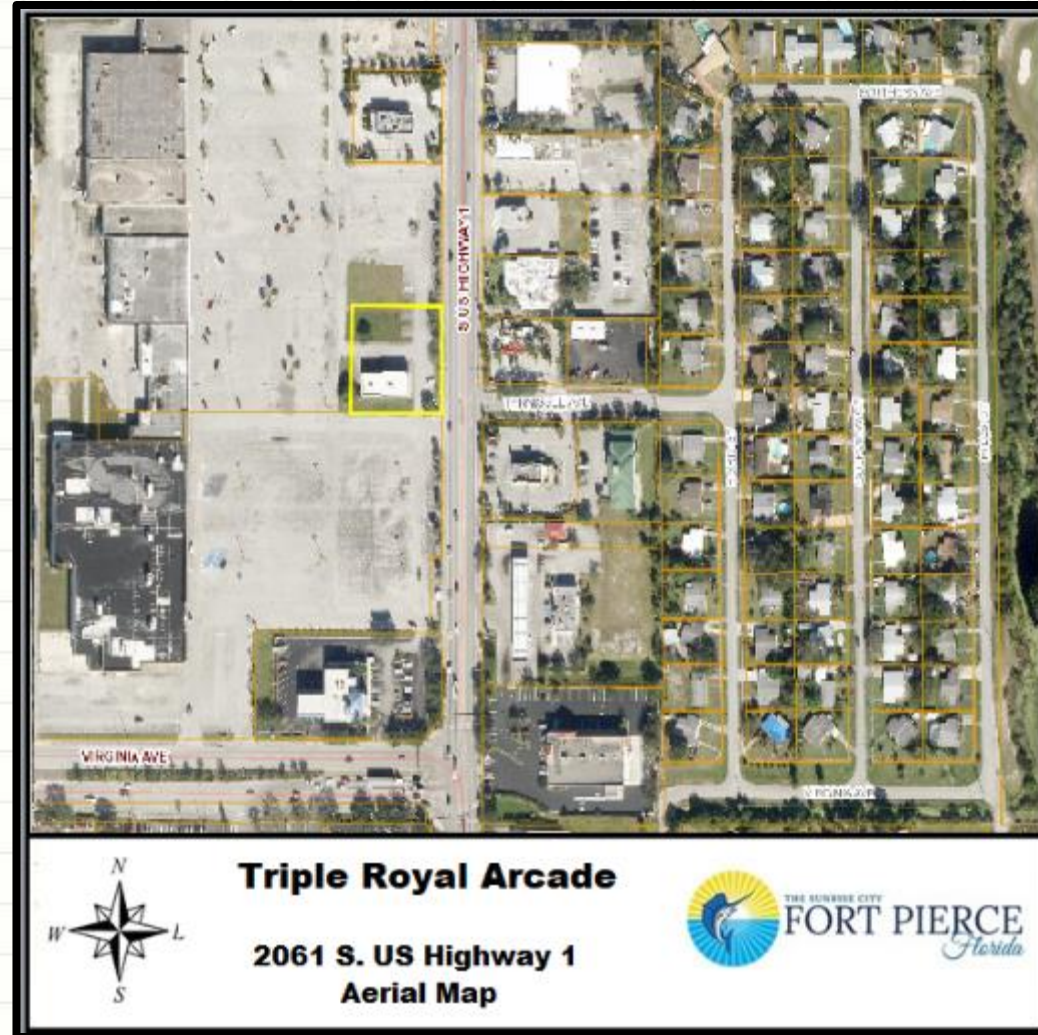 S US HIGHWAY 1
VIRGINIA AVE
N
W
L
S
Triple Royal Arcade
2061 S. US Highway 1
Aerial Map
THE SUNRISE CITY
FORT PIERCE
Florida